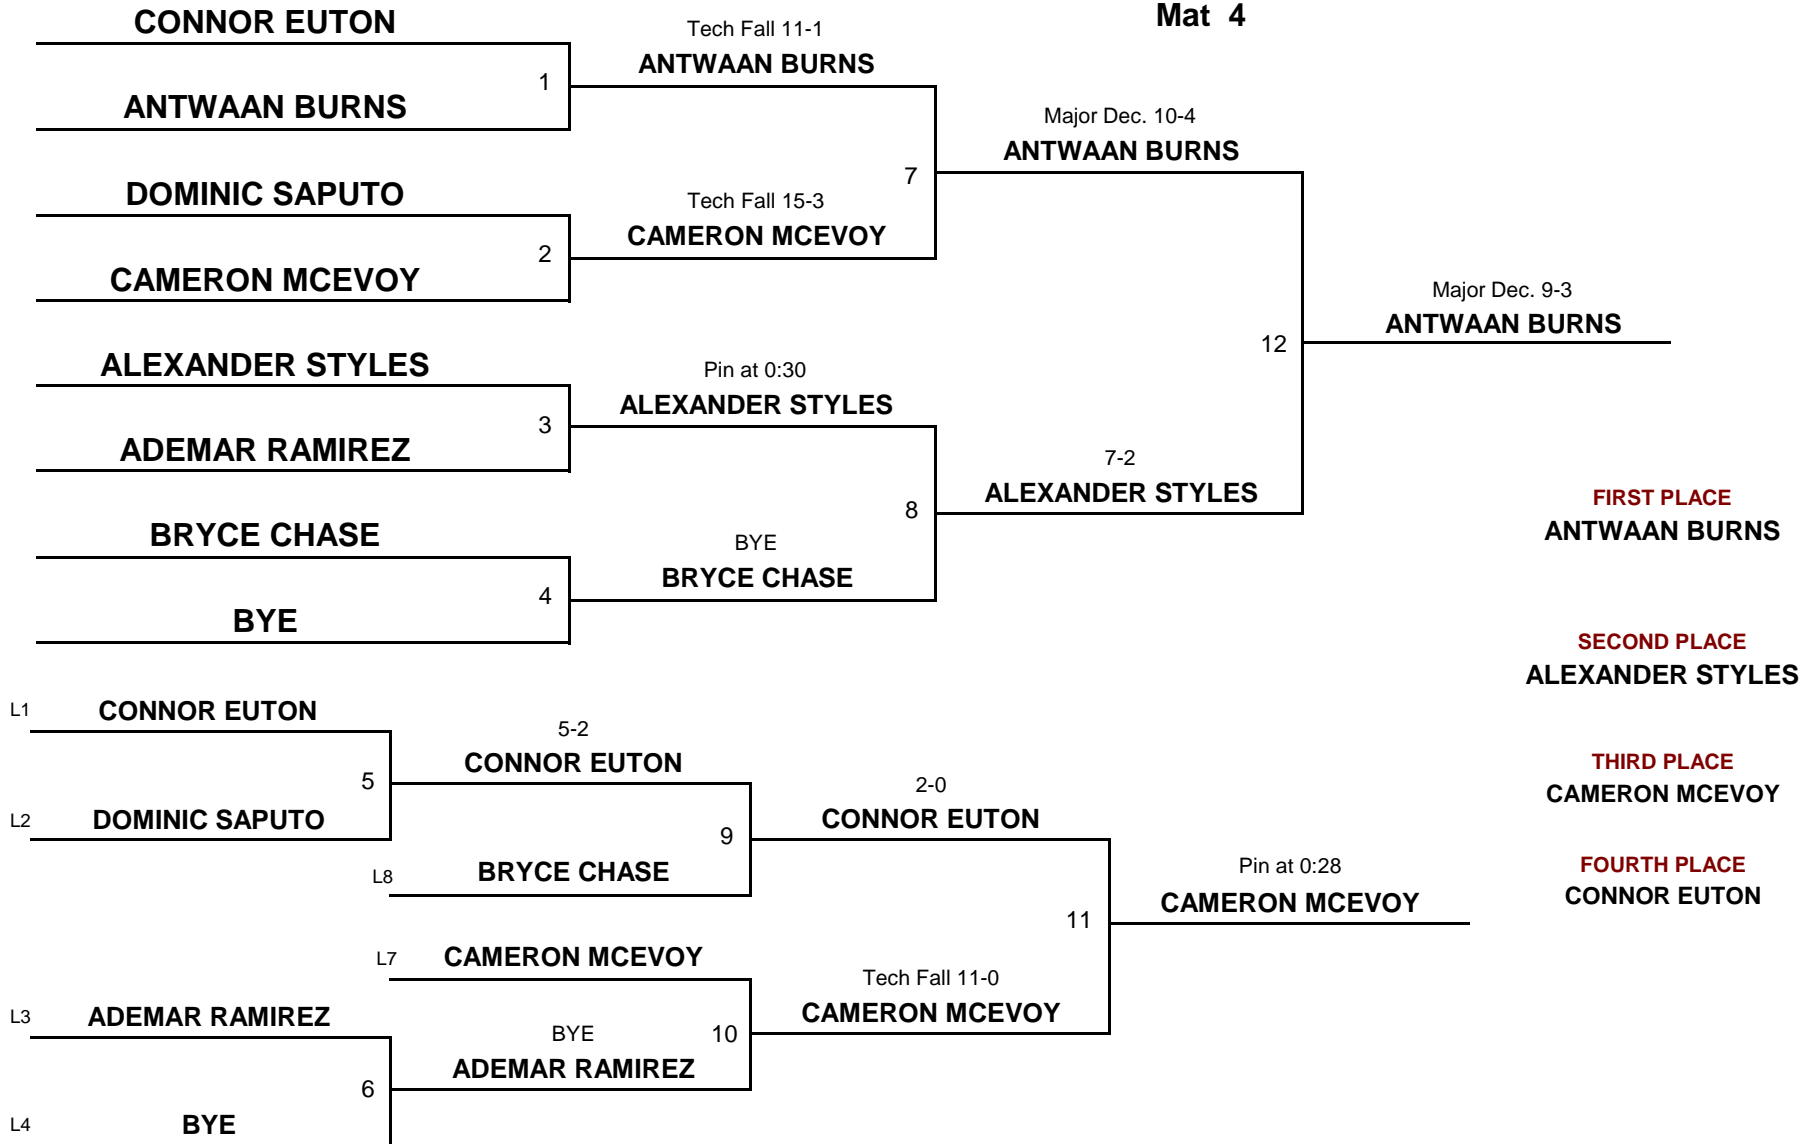 Mat 4
CONNOR EUTON
Tech Fall 11-1
ANTWAAN BURNS
1
ANTWAAN BURNS
Major Dec. 10-4
ANTWAAN BURNS
7
DOMINIC SAPUTO
Tech Fall 15-3
CAMERON MCEVOY
2
CAMERON MCEVOY
Major Dec. 9-3
ANTWAAN BURNS
12
ALEXANDER STYLES
Pin at 0:30
ALEXANDER STYLES
3
ADEMAR RAMIREZ
7-2
ALEXANDER STYLES
8
BRYCE CHASE
BYE
BRYCE CHASE
4
BYE
FIRST PLACE
ANTWAAN BURNS
SECOND PLACE
ALEXANDER STYLES
THIRD PLACE
CAMERON MCEVOY
FOURTH PLACE
CONNOR EUTON
L1 CONNOR EUTON
5-2
CONNOR EUTON
5
L2 DOMINIC SAPUTO
2-0
CONNOR EUTON
9
L8 BRYCE CHASE
Pin at 0:28
CAMERON MCEVOY
11
L7 CAMERON MCEVOY
Tech Fall 11-0
CAMERON MCEVOY
L3 ADEMAR RAMIREZ
BYE
10
ADEMAR RAMIREZ
6
L4 BYE